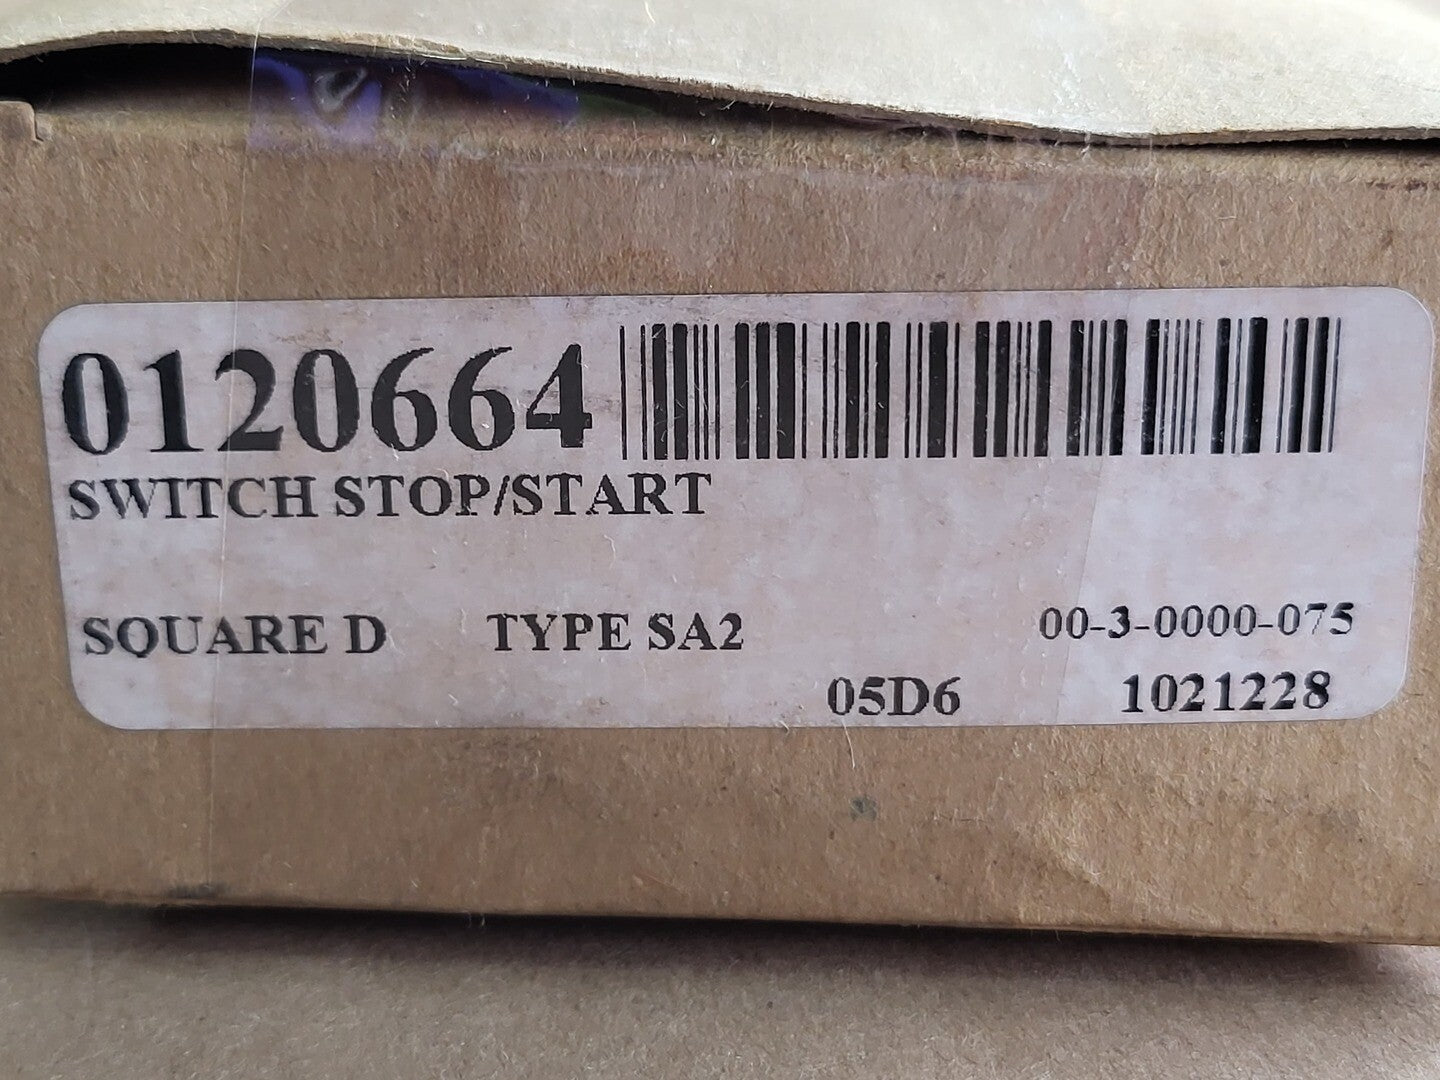 0120664
SWITCH STOP/START
SQUARE D TYPE SA2 00-3-0000-075
05D6 1021228